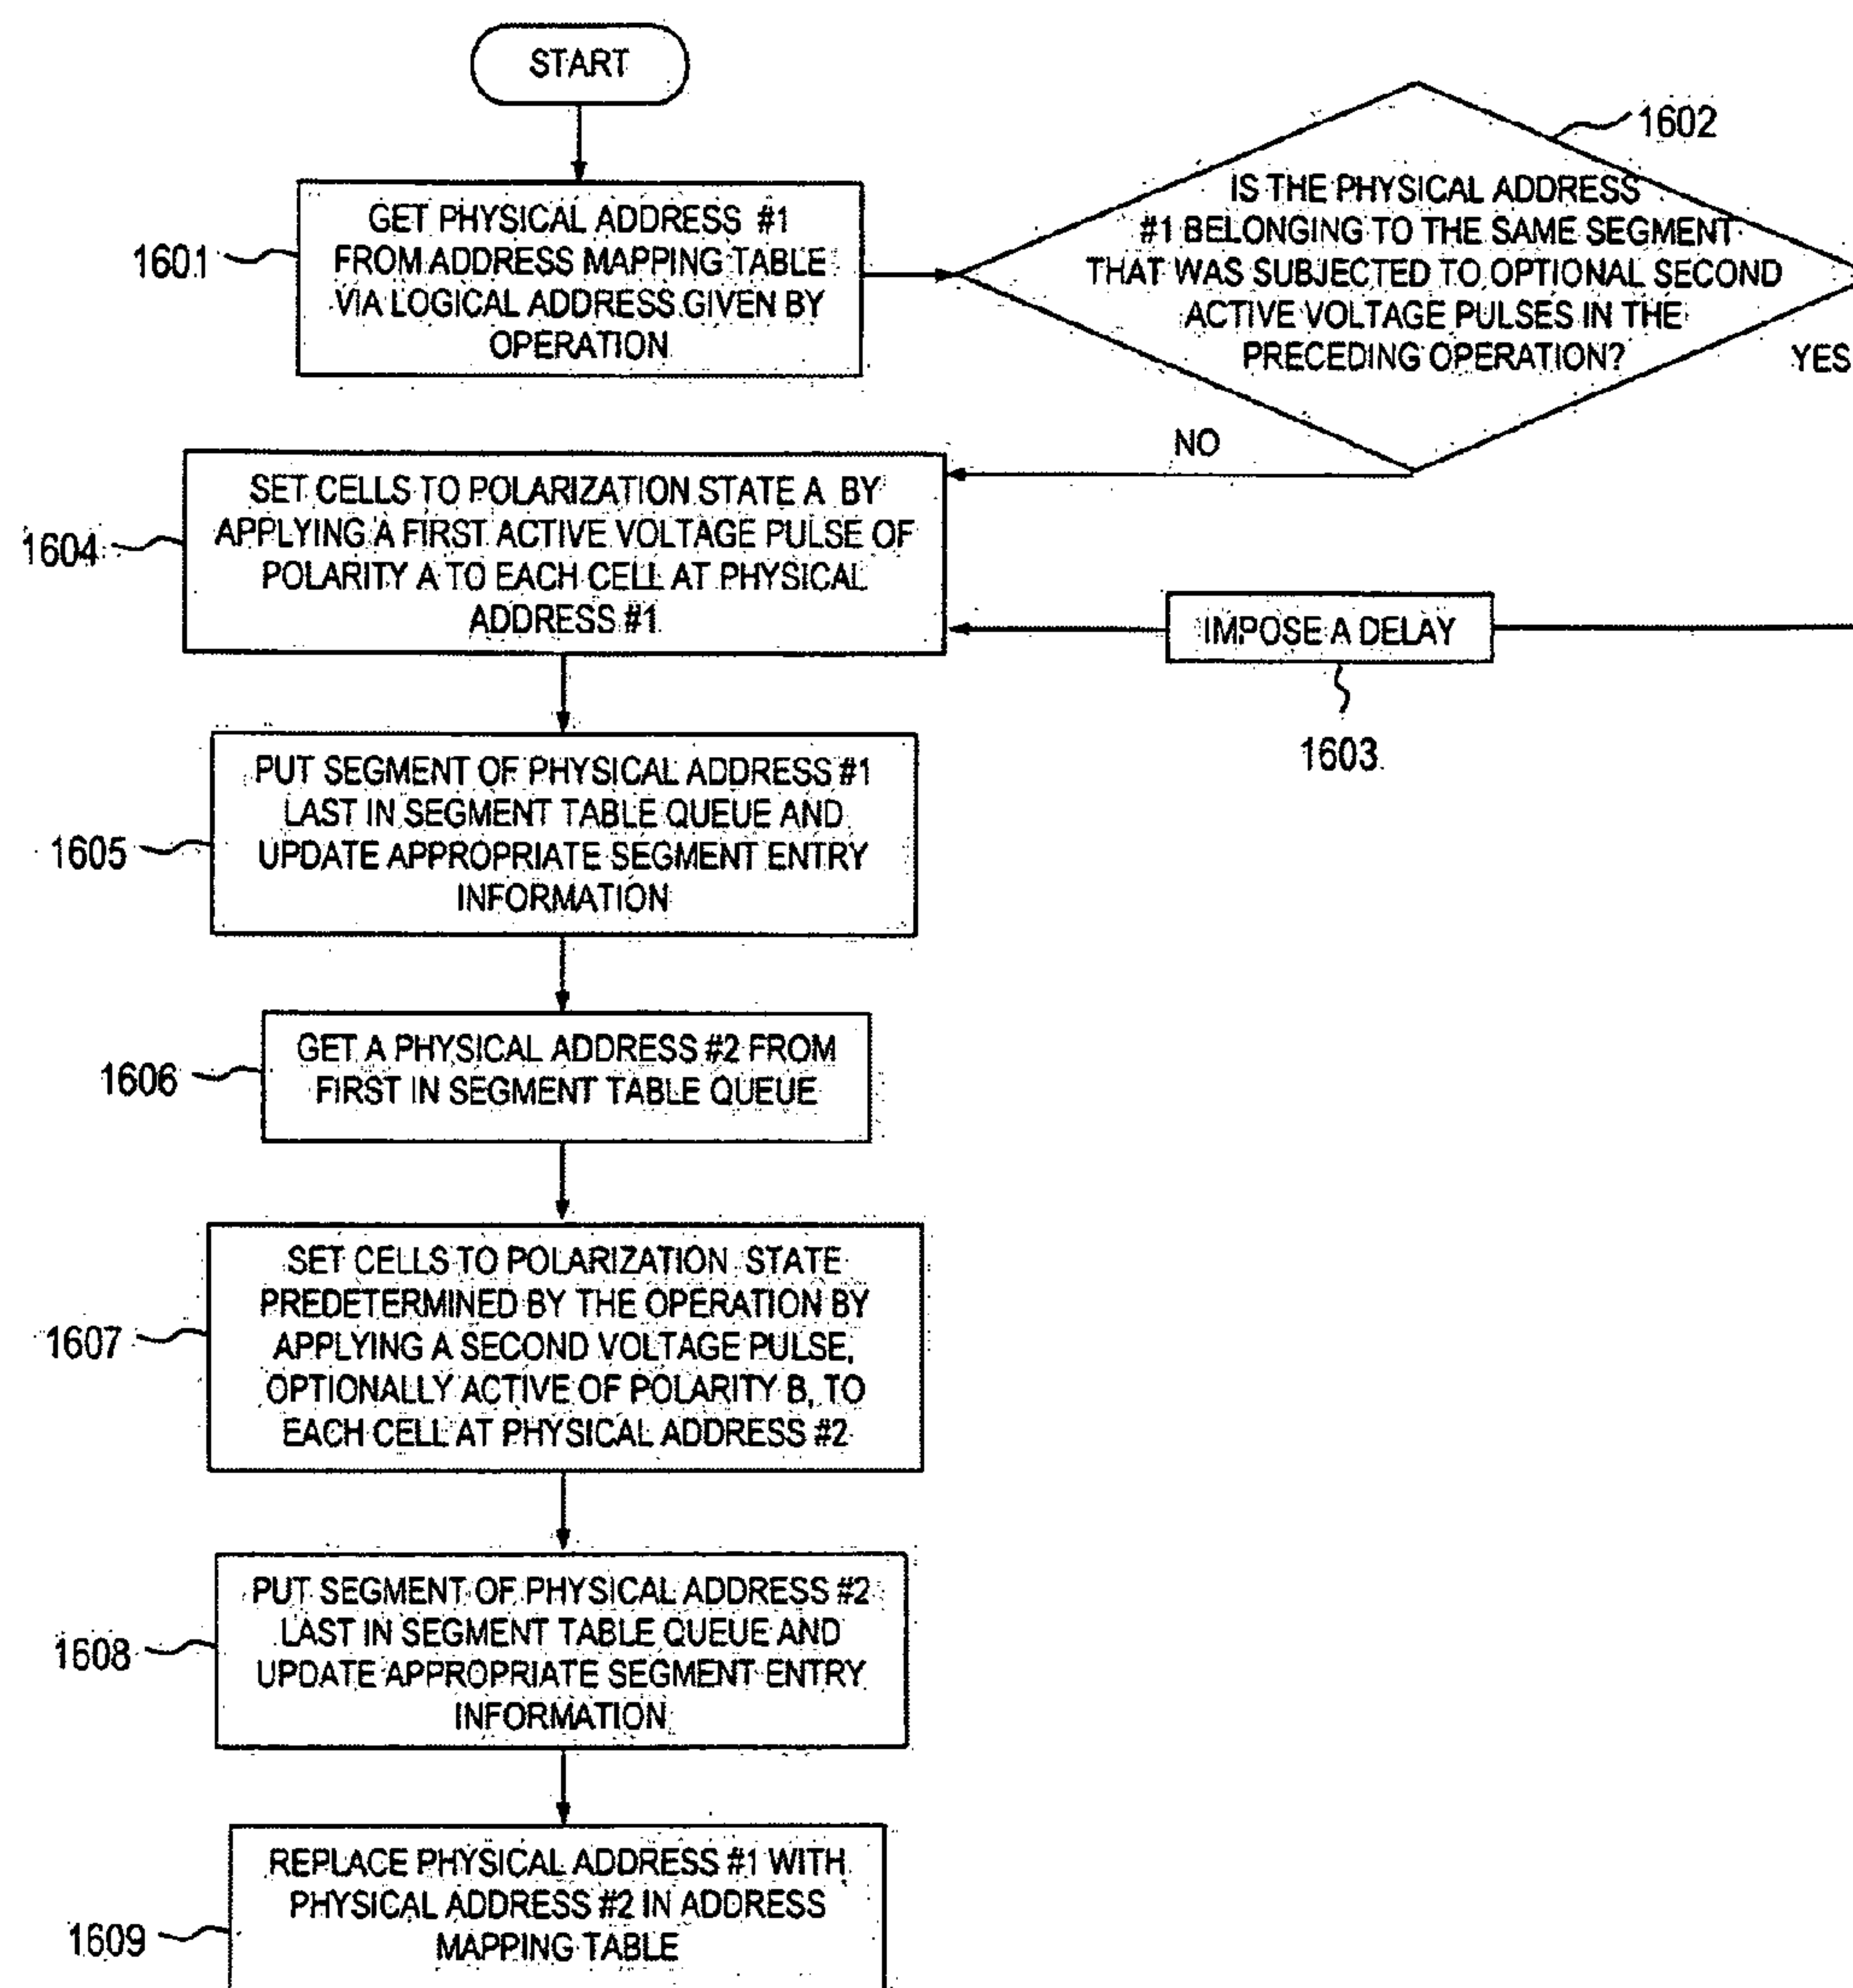 START
1601
GET PHYSICAL ADDRESS #1
FROM ADDRESS MAPPING TABLE
VIA LOGICAL ADDRESS GIVEN BY
OPERATION
1602
IS THE PHYSICAL ADDRESS
#1 BELONGING TO THE SAME SEGMENT
THAT WAS SUBJECTED TO OPTIONAL SECOND
ACTIVE VOLTAGE PULSES IN THE
PRECEDING OPERATION?
YES
NO
1604
SET CELLS TO POLARIZATION STATE A BY
APPLYING A FIRST ACTIVE VOLTAGE PULSE OF
POLARITY A TO EACH CELL AT PHYSICAL
ADDRESS #1
IMPOSE A DELAY
1603
1605
PUT SEGMENT OF PHYSICAL ADDRESS #1
LAST IN SEGMENT TABLE QUEUE AND
UPDATE APPROPRIATE SEGMENT ENTRY
INFORMATION
1606
GET A PHYSICAL ADDRESS #2 FROM
FIRST IN SEGMENT TABLE QUEUE
1607
SET CELLS TO POLARIZATION STATE
PREDETERMINED BY THE OPERATION BY
APPLYING A SECOND VOLTAGE PULSE,
OPTIONALLY ACTIVE OF POLARITY B, TO
EACH CELL AT PHYSICAL ADDRESS #2
1608
PUT SEGMENT OF PHYSICAL ADDRESS #2
LAST IN SEGMENT TABLE QUEUE AND
UPDATE APPROPRIATE SEGMENT ENTRY
INFORMATION
1609
REPLACE PHYSICAL ADDRESS #1 WITH
PHYSICAL ADDRESS #2 IN ADDRESS
MAPPING TABLE